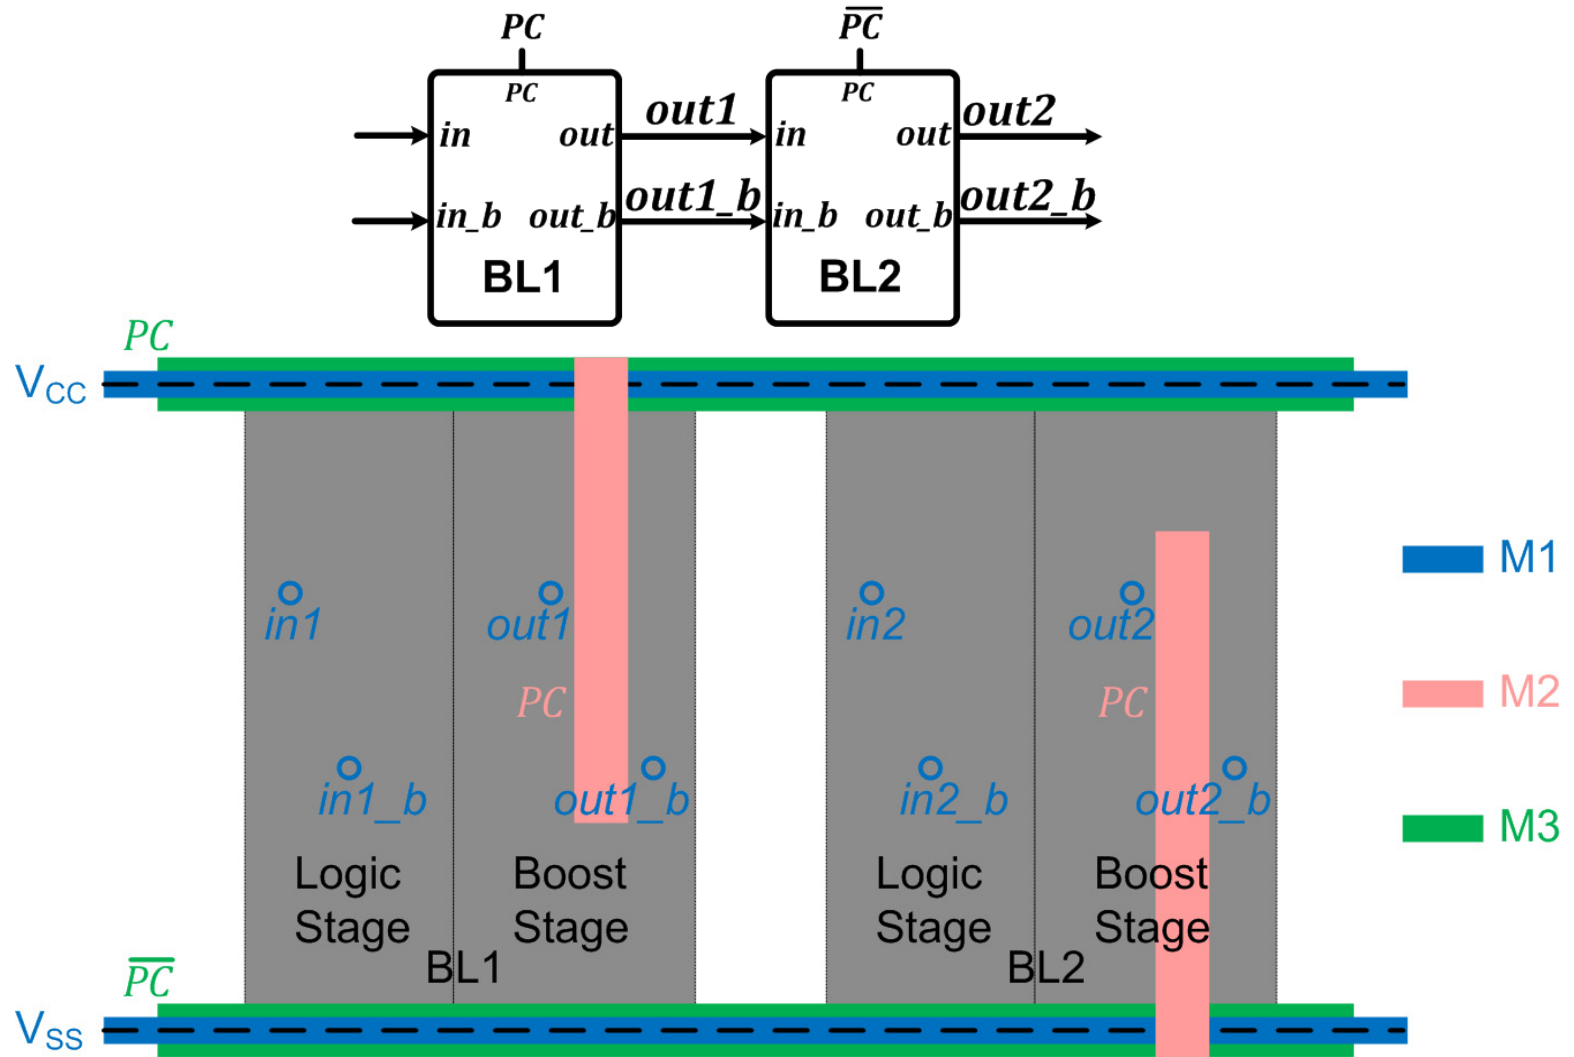 PC
P̅C̅
PC
PC
out1
out2
in
out
in
out
out1_b
out2_b
in_b
out_b
in_b
out_b
BL1
BL2
PC
VCC
in1
out1
in2
out2
M1
PC
PC
M2
in1_b
out1_b
in2_b
out2_b
M3
Logic
Stage
Boost
Stage
BL1
Logic
Stage
Boost
Stage
BL2
P̅C̅
VSS